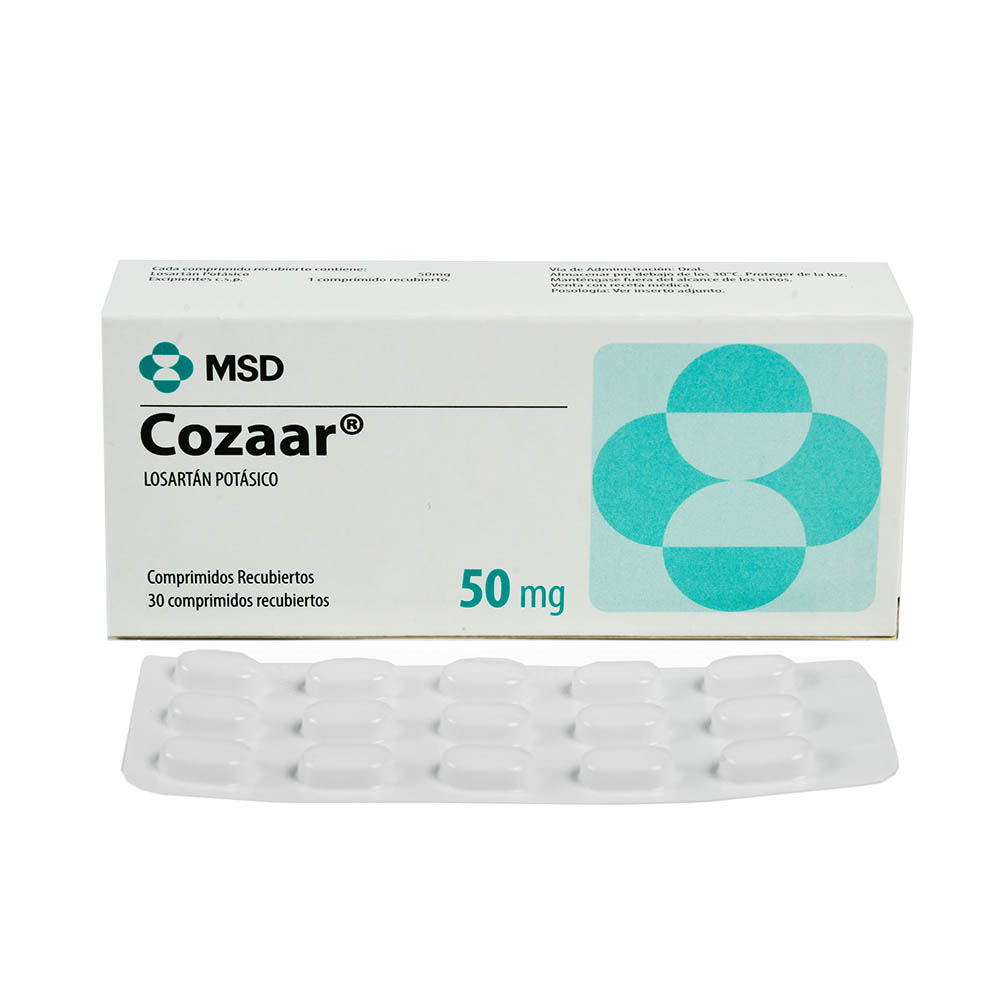 Cada comprimido recubierto contiene:
Losartán Potásico 50mg
Excipientes c.s.p. 1 comprimido recubierto.
Vía de Administración: Oral.
Almacenar por debajo de los 30°C. Proteger de la luz.
Manténgase fuera del alcance de los niños.
Venta con receta médica.
Posología: Ver inserto adjunto.
MSD
Cozaar®
LOSARTÁN POTÁSICO
Comprimidos Recubiertos
30 comprimidos recubiertos
50 mg